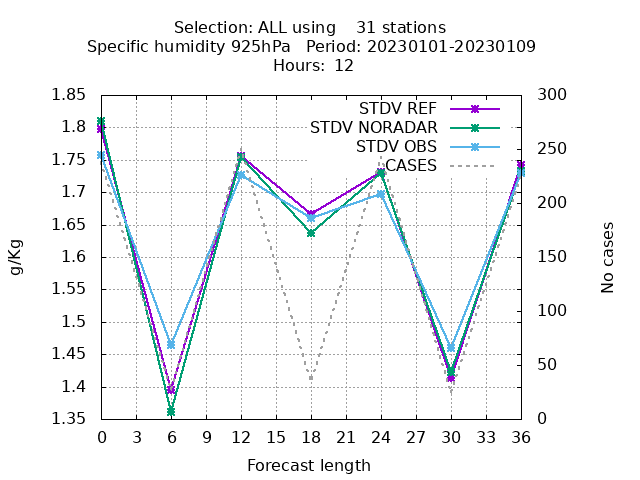 Selection: ALL using    31 stations
Specific humidity 925hPa   Period: 20230101-20230109
Hours: 12
STDV REF
STDV NORADAR
STDV OBS
CASES
g/Kg
1.85
1.8
1.75
1.7
1.65
1.6
1.55
1.5
1.45
1.4
1.35
300
250
200
150
100
50
0
No cases
0 3 6 9 12 15 18 21 24 27 30 33 36
Forecast length